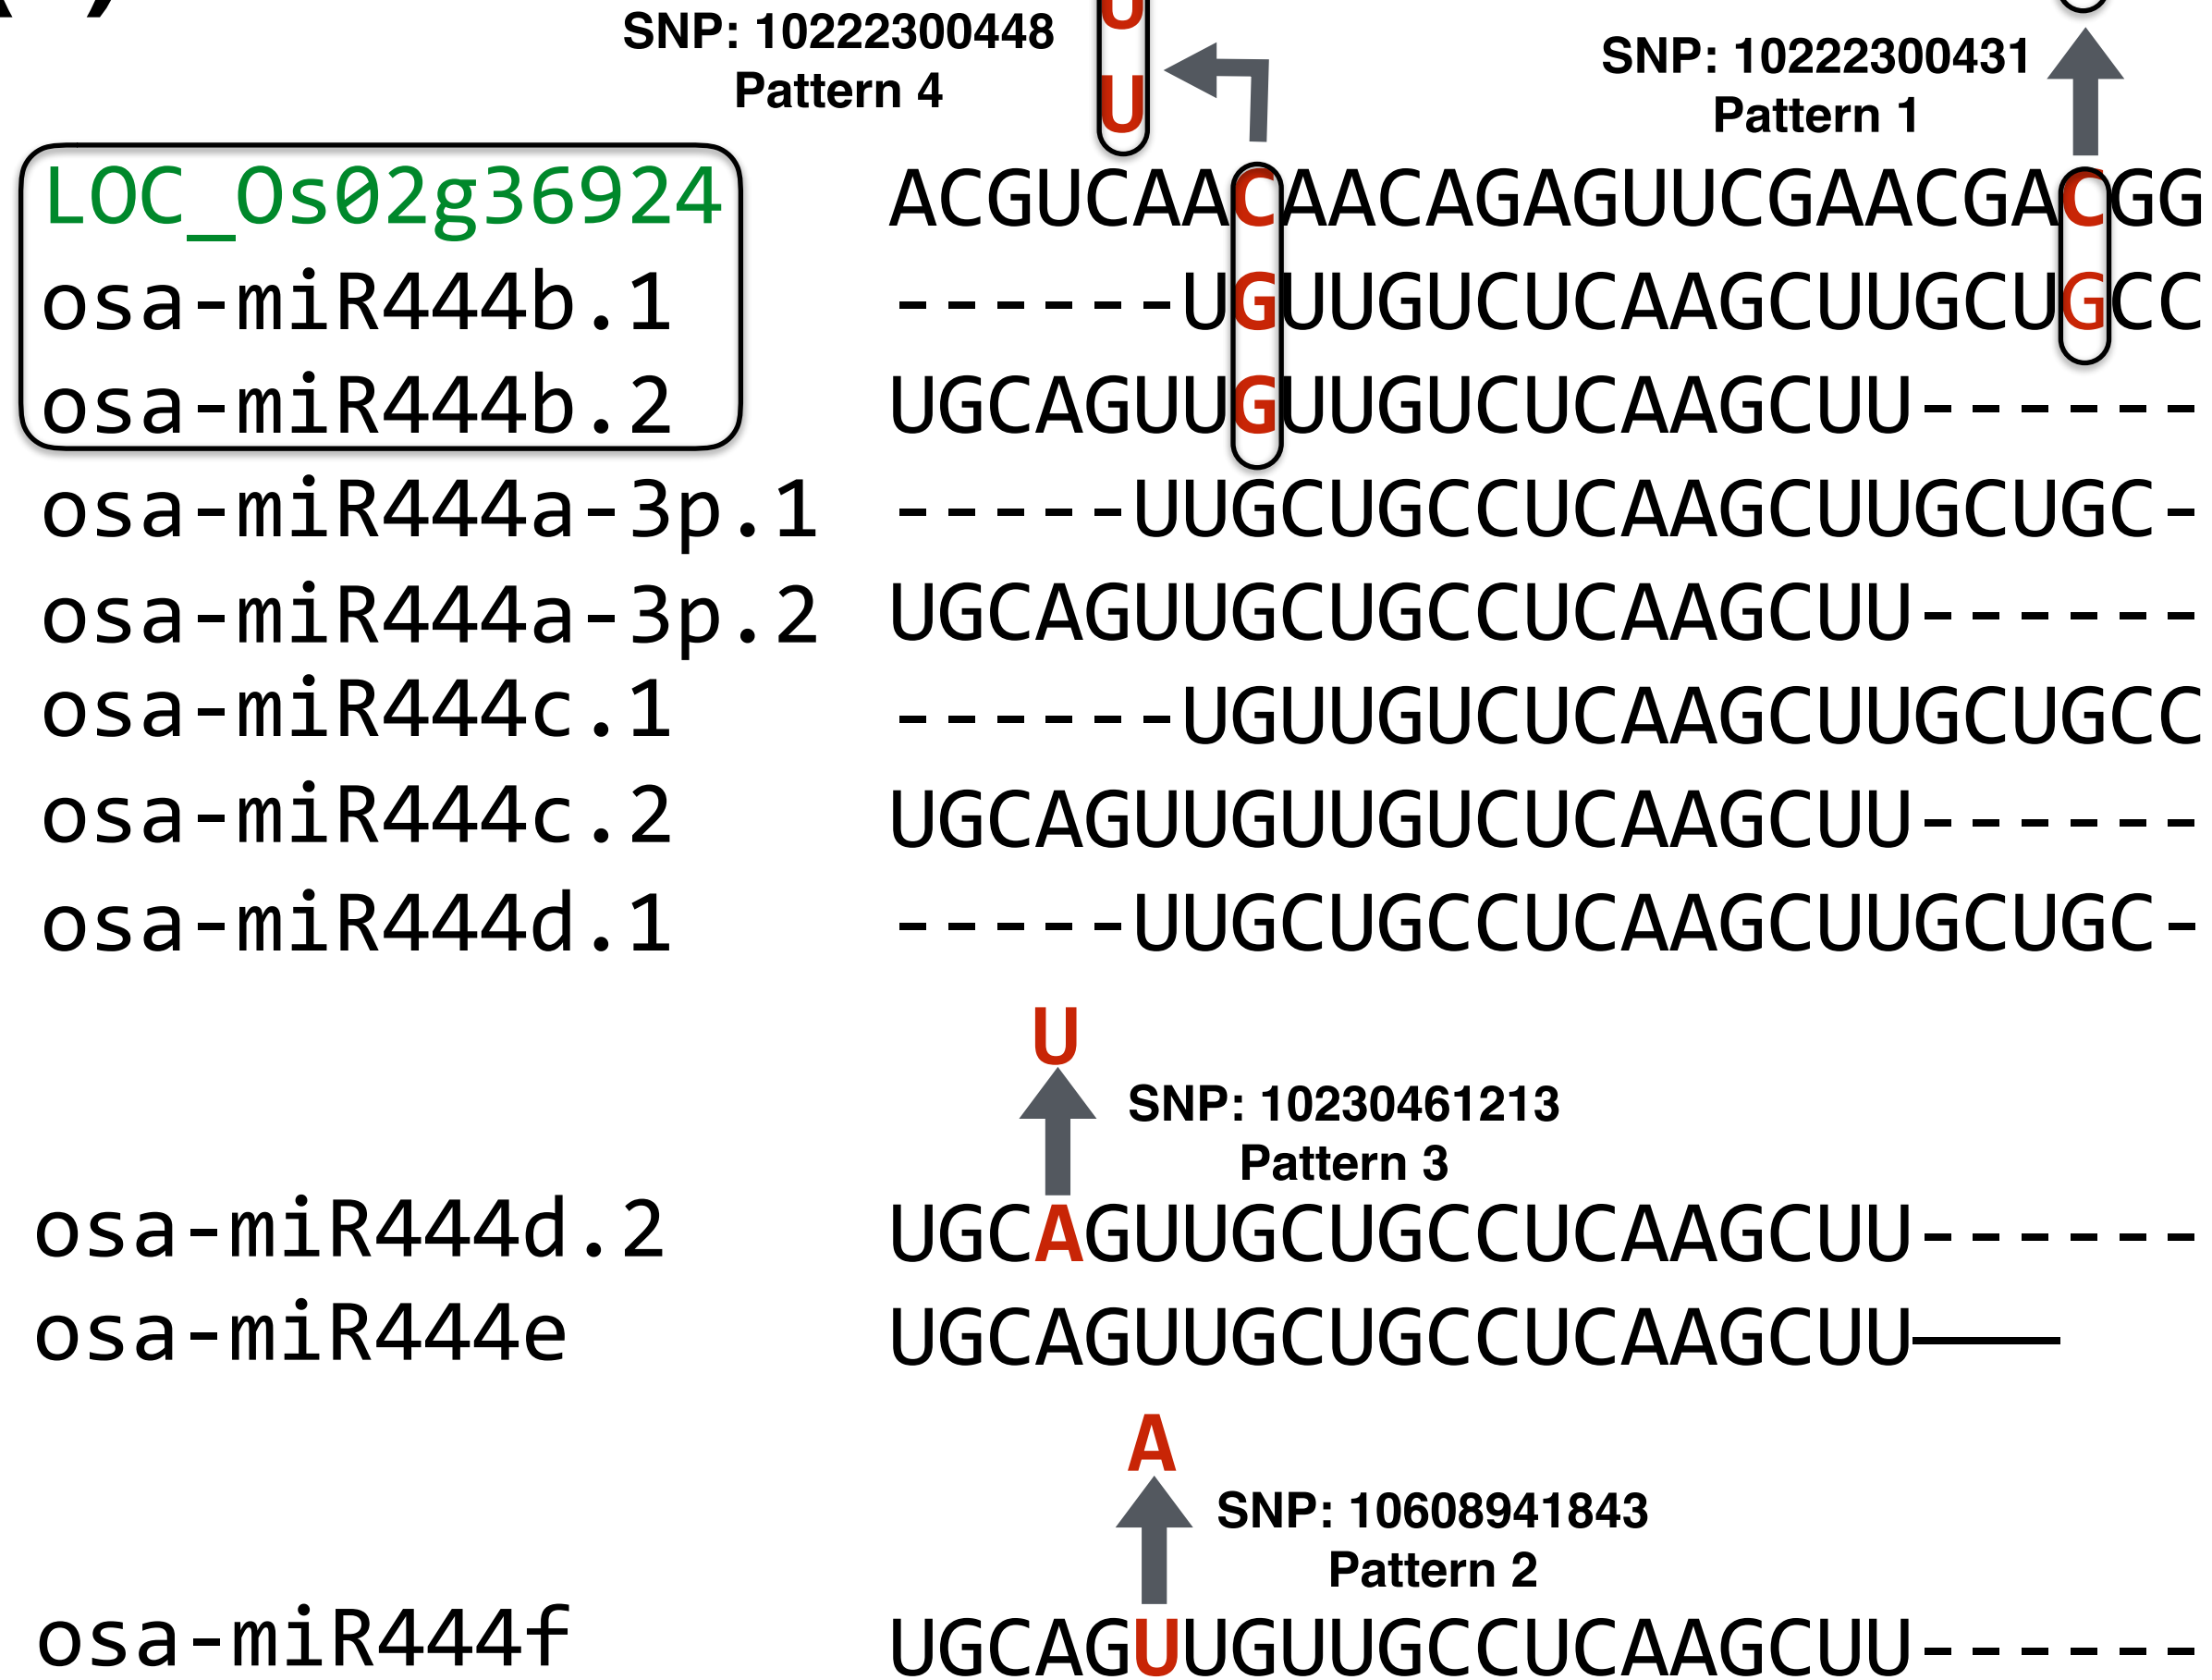 U
SNP: 10222300448
Pattern 4
U
SNP: 10222300431
Pattern 1
LOC_Os02g36924 ACGUCAACAACAGAGUUCGAACGACGG
osa-miR444b.1 ------UGUUGUCUCAAGCUUGCUGCC
osa-miR444b.2 UGCAGUUGUUGUCUCAAGCUU------
osa-miR444a-3p.1 -----UUGCUGCCUCAAGCUUGCUGC-
osa-miR444a-3p.2 UGCAGUUGCUGCCUCAAGCUU------
osa-miR444c.1 ------UGUUGUCUCAAGCUUGCUGCC
osa-miR444c.2 UGCAGUUGUUGUCUCAAGCUU------
osa-miR444d.1 -----UUGCUGCCUCAAGCUUGCUGC-
U
SNP: 10230461213
Pattern 3
osa-miR444d.2 UGCAGUUGCUGCCUCAAGCUU------
osa-miR444e UGCAGUUGCUGCCUCAAGCUU——
A
SNP: 10608941843
Pattern 2
osa-miR444f UGCAGUUGUUGCCUCAAGCUU------